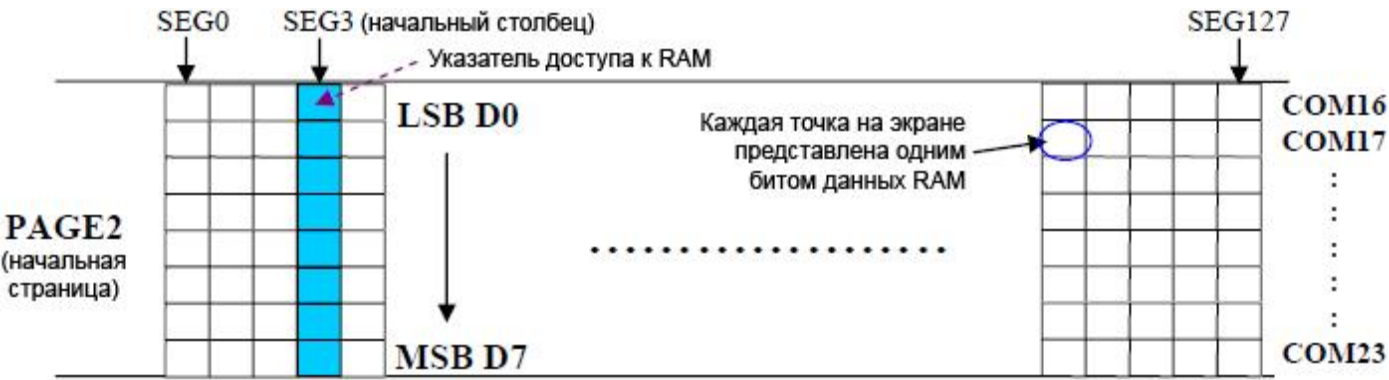 SEG0
SEG3 (начальный столбец)
SEG127
Указатель доступа к RAM
LSB D0
COM16
Каждая точка на экране
COM17
представлена одним
битом данных RAM
PAGE2
(начальная
страница)
MSB D7
COM23